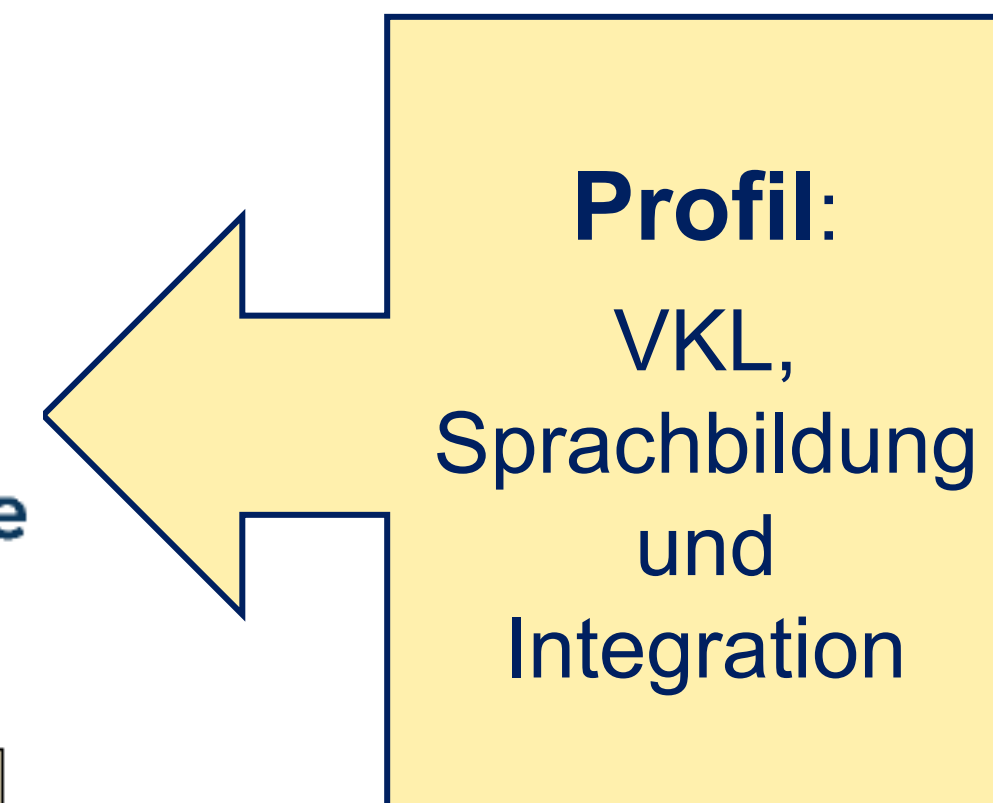 Profil:
VKL,
Sprachbildung
und
Integration
e